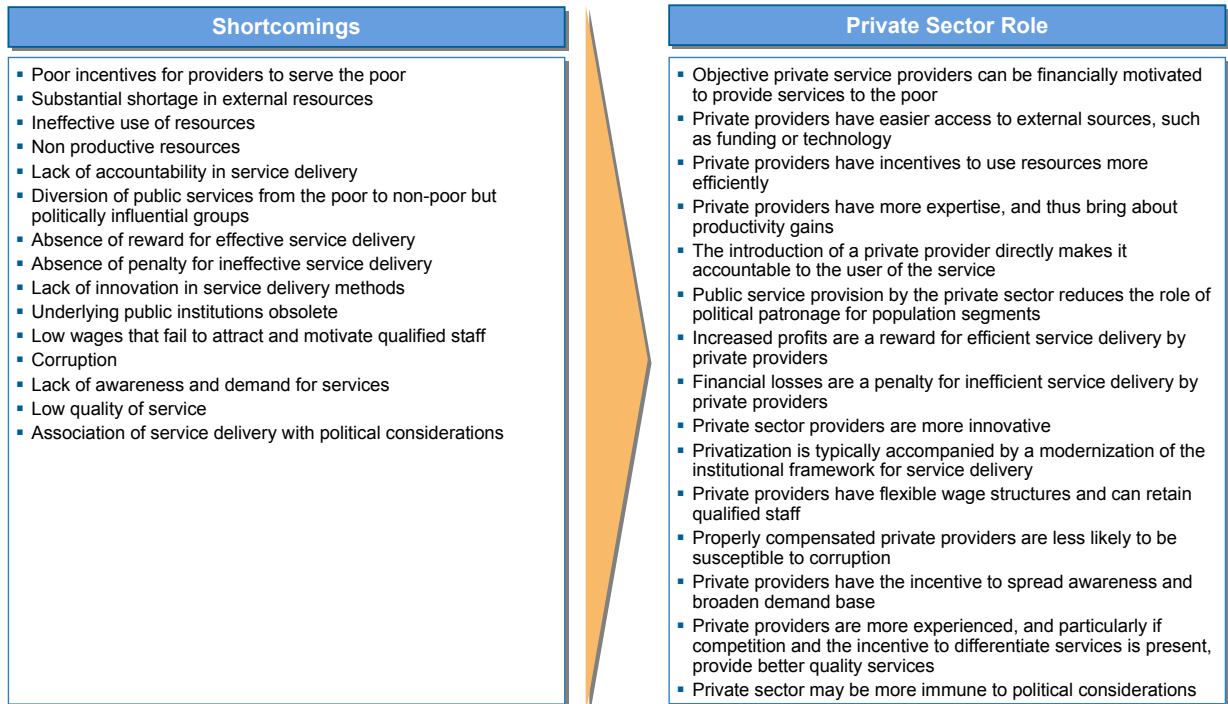 Shortcomings
▪ Poor incentives for providers to serve the poor
▪ Substantial shortage in external resources
▪ Ineffective use of resources
▪ Non productive resources
▪ Lack of accountability in service delivery
▪ Diversion of public services from the poor to non-poor but
politically influential groups
▪ Absence of reward for effective service delivery
▪ Absence of penalty for ineffective service delivery
▪ Lack of innovation in service delivery methods
▪ Underlying public institutions obsolete
▪ Low wages that fail to attract and motivate qualified staff
▪ Corruption
▪ Lack of awareness and demand for services
▪ Low quality of service
▪ Association of service delivery with political considerations
Private Sector Role
▪ Objective private service providers can be financially motivated
to provide services to the poor
▪ Private providers have easier access to external sources, such
as funding or technology
▪ Private providers have incentives to use resources more
efficiently
▪ Private providers have more expertise, and thus bring about
productivity gains
▪ The introduction of a private provider directly makes it
accountable to the user of the service
▪ Public service provision by the private sector reduces the role of
political patronage for population segments
▪ Increased profits are a reward for efficient service delivery by
private providers
▪ Financial losses are a penalty for inefficient service delivery by
private providers
▪ Private sector providers are more innovative
▪ Privatization is typically accompanied by a modernization of the
institutional framework for service delivery
▪ Private providers have flexible wage structures and can retain
qualified staff
▪ Properly compensated private providers are less likely to be
susceptible to corruption
▪ Private providers have the incentive to spread awareness and
broaden demand base
▪ Private providers are more experienced, and particularly if
competition and the incentive to differentiate services is present,
provide better quality services
▪ Private sector may be more immune to political considerations